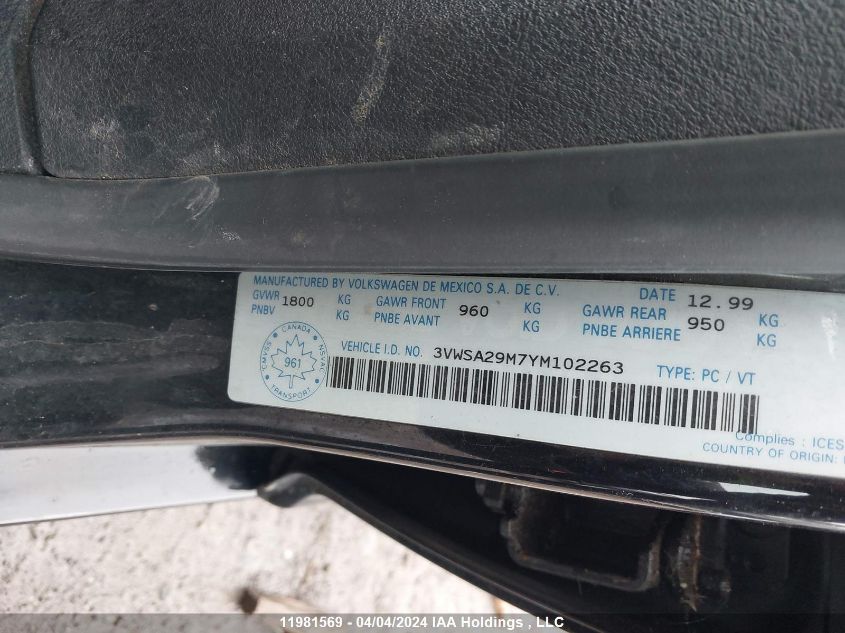 MANUFACTURED BY VOLKSWAGEN DE MEXICO S.A. DE C.V. DATE 12.99
GVWR 1800 KG GAWR FRONT 960 KG GAWR REAR 950 KG
PNBV KG PNBE AVANT KG PNBE ARRIERE KG
CANADA
CMVSS 961 NSVAC
TRANSPORT
VEHICLE I.D. NO. 3VWSA29M7YM102263 TYPE: PC / VT
Complies : ICES
COUNTRY OF ORIGIN:
11981569 - 04/04/2024 IAA Holdings , LLC